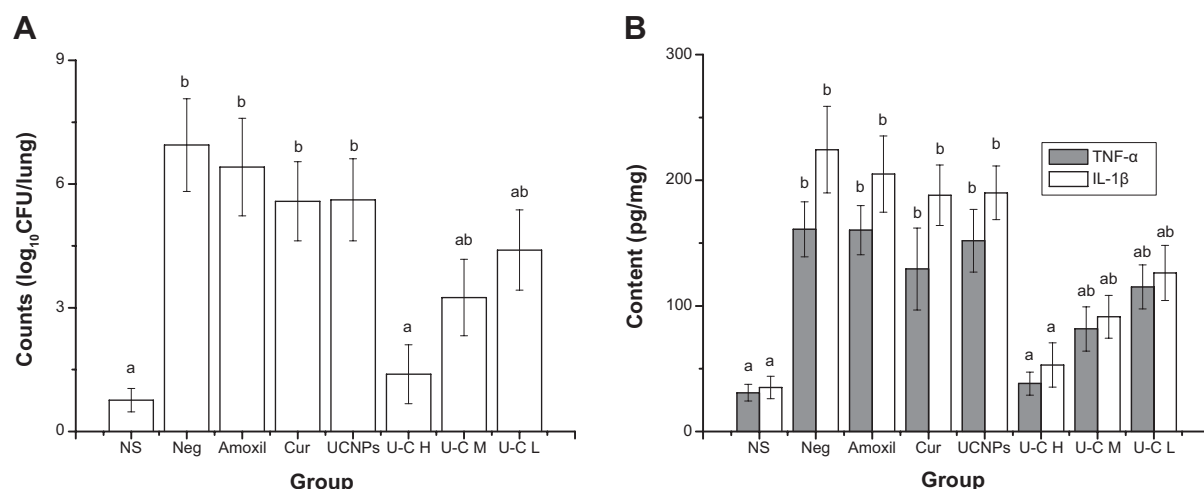 A
9
6
3
0
Counts (log₁₀CFU/lung)
a
b
b
b
b
a
ab
ab
NS Neg Amoxil Cur UCNPs U-C H U-C M U-C L
Group
B
300
200
100
0
Content (pg/mg)
TNF-α
IL-1β
a a
b b
b b
b b
b b
a a
ab ab
ab ab
NS Neg Amoxil Cur UCNPs U-C H U-C M U-C L
Group